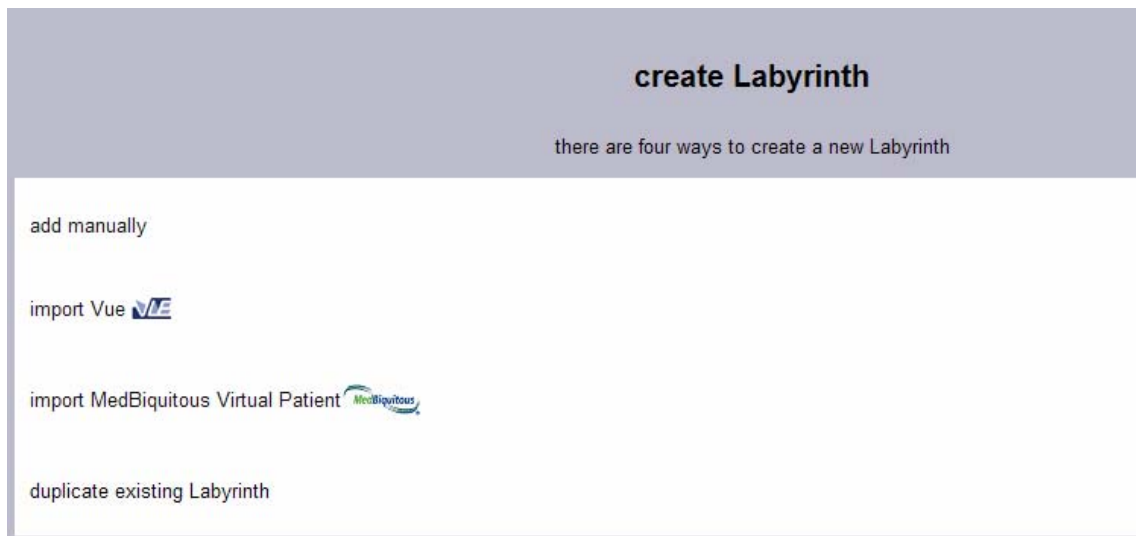 create Labyrinth
there are four ways to create a new Labyrinth
add manually
import Vue VUE
import MedBiquitous Virtual Patient MedBiquitous
duplicate existing Labyrinth